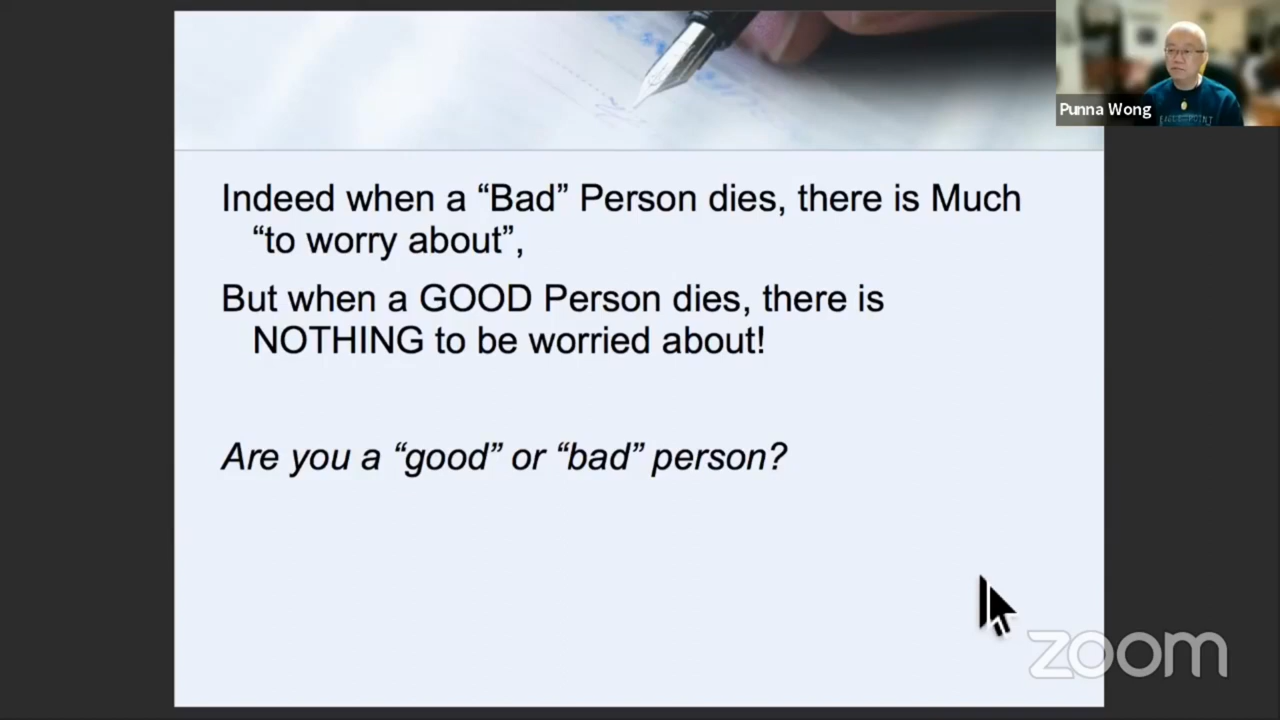 Punna Wong
Indeed when a “Bad” Person dies, there is Much
“to worry about”,
But when a GOOD Person dies, there is
NOTHING to be worried about!
Are you a “good” or “bad” person?
zoom